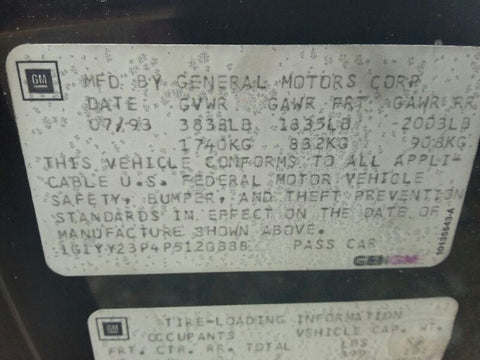 GM
MFD BY GENERAL MOTORS CORP
DATE GVWR GAWR FRT GAWR RR
07/93 3838LB 1835LB 2003LB
1740KG 832KG 908KG
THIS VEHICLE CONFORMS TO ALL APPLI-
CABLE U.S. FEDERAL MOTOR VEHICLE
SAFETY, BUMPER, AND THEFT PREVENTION
STANDARDS IN EFFECT ON THE DATE OF
MANUFACTURE SHOWN ABOVE.
1G1YY23P4P5120888 PASS CAR
GENGM
10135543-A
GM
TIRE-LOADING INFORMATION
OCCUPANTS VEHICLE CAP. WT.
FRT. CTR. RR. TOTAL LBS